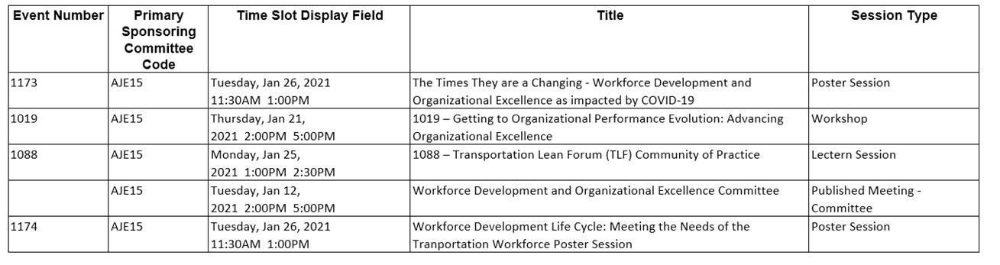 Event Number
Primary
Sponsoring
Committee
Code
Time Slot Display Field
Title
Session Type
1173
AJE15
Tuesday, Jan 26, 2021
11:30AM 1:00PM
The Times They are a Changing - Workforce Development and
Organizational Excellence as impacted by COVID-19
Poster Session
1019
AJE15
Thursday, Jan 21,
2021 2:00PM 5:00PM
1019 – Getting to Organizational Performance Evolution: Advancing
Organizational Excellence
Workshop
1088
AJE15
Monday, Jan 25,
2021 1:00PM 2:30PM
1088 – Transportation Lean Forum (TLF) Community of Practice
Lectern Session
AJE15
Tuesday, Jan 12,
2021 2:00PM 5:00PM
Workforce Development and Organizational Excellence Committee
Published Meeting -
Committee
1174
AJE15
Tuesday, Jan 26, 2021
11:30AM 1:00PM
Workforce Development Life Cycle: Meeting the Needs of the
Tranportation Workforce Poster Session
Poster Session